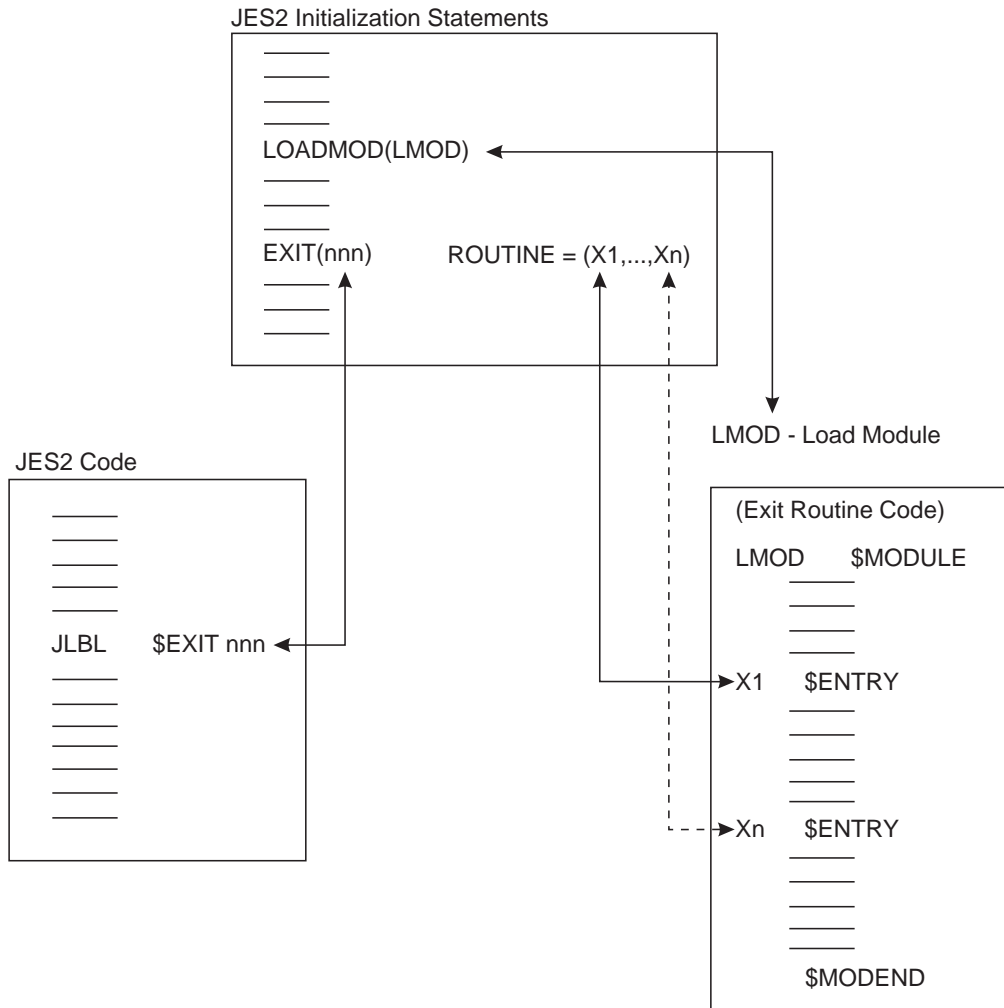 JES2 Initialization Statements
LOADMOD(LMOD)
EXIT(nnn) ROUTINE = (X1,...,Xn)
LMOD - Load Module
JES2 Code
JLBL $EXIT nnn
(Exit Routine Code)
LMOD $MODULE
X1 $ENTRY
Xn $ENTRY
$MODEND